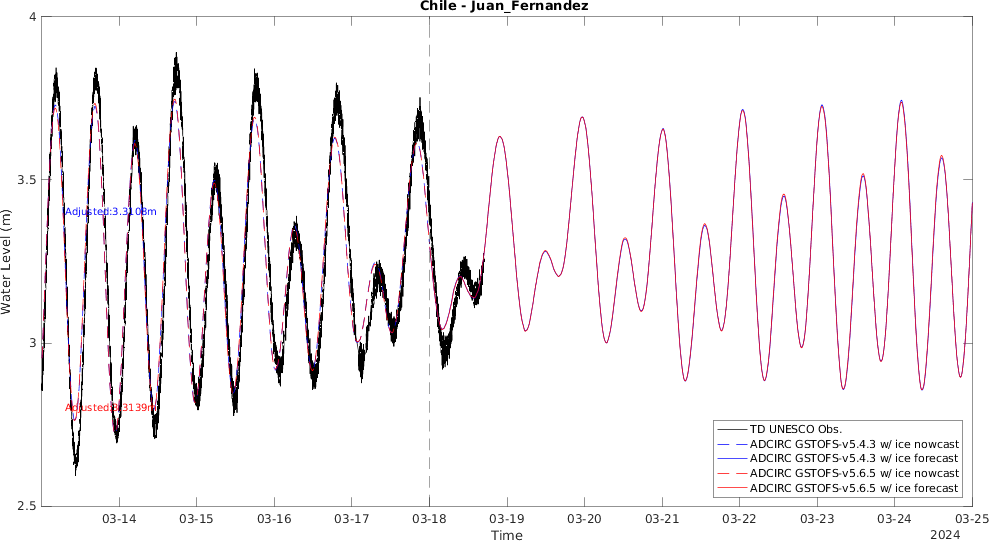 Chile - Juan_Fernandez
4
3.5
3
2.5
Water Level (m)
Adjusted:3.3108m
Adjusted:3.3139m
TD UNESCO Obs.
ADCIRC GSTOFS-v5.4.3 w/ ice nowcast
ADCIRC GSTOFS-v5.4.3 w/ ice forecast
ADCIRC GSTOFS-v5.6.5 w/ ice nowcast
ADCIRC GSTOFS-v5.6.5 w/ ice forecast
03-14 03-15 03-16 03-17 03-18 03-19 03-20 03-21 03-22 03-23 03-24 03-25
Time
2024